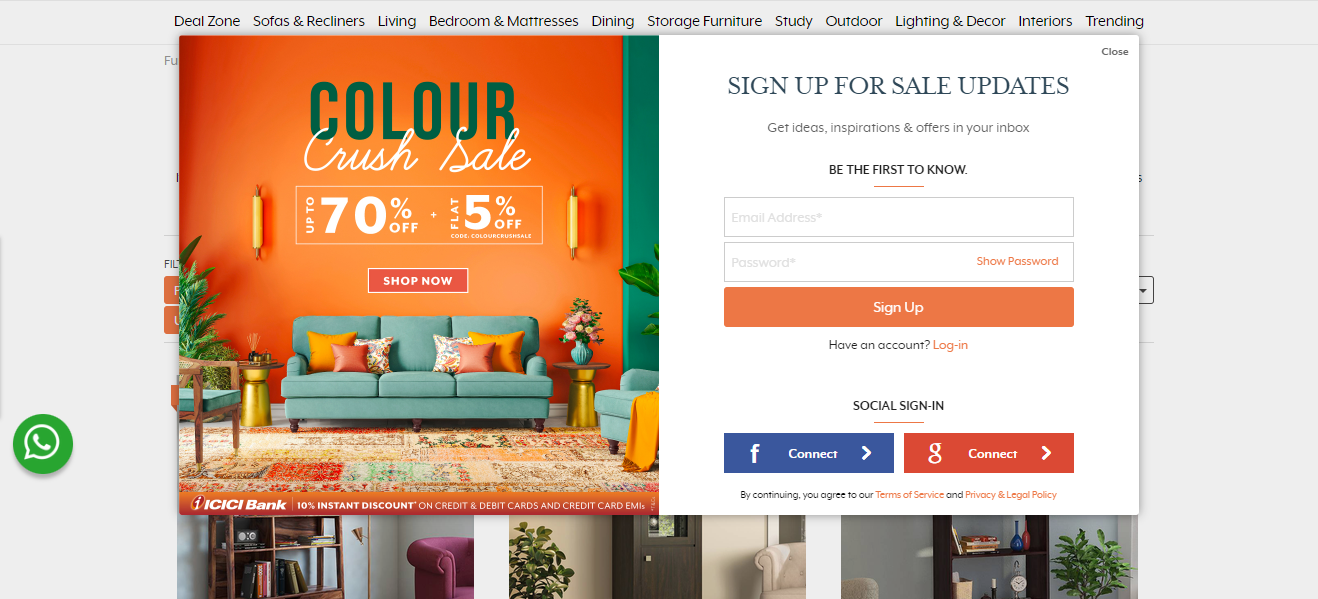 Deal Zone Sofas & Recliners Living Bedroom & Mattresses Dining Storage Furniture Study Outdoor Lighting & Decor Interiors Trending
Close
COLOUR
Crush Sale
UP TO 70% OFF + FLAT 5% OFF
CODE: COLOURCRUSHSALE
SHOP NOW
ICICI Bank | 10% INSTANT DISCOUNT* ON CREDIT & DEBIT CARDS AND CREDIT CARD EMIs
SIGN UP FOR SALE UPDATES
Get ideas, inspirations & offers in your inbox
BE THE FIRST TO KNOW.
Email Address*
Password* Show Password
Sign Up
Have an account? Log-in
SOCIAL SIGN-IN
f Connect
g Connect
By continuing, you agree to our Terms of Service and Privacy & Legal Policy